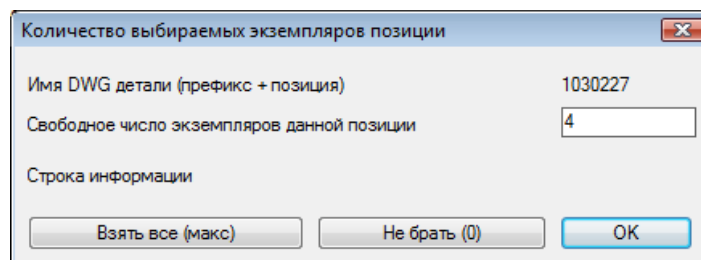 Количество выбираемых экземпляров позиции
Имя DWG детали (префикс + позиция) 1030227
Свободное число экземпляров данной позиции 4
Строка информации
Взять все (макс) Не брать (0) OK